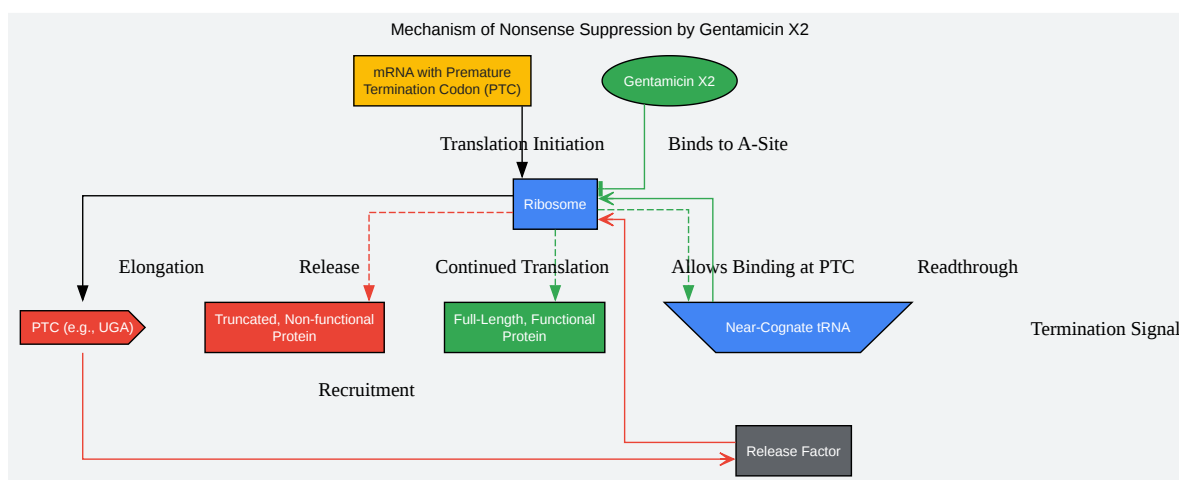 Mechanism of Nonsense Suppression by Gentamicin X2
mRNA with Premature
Termination Codon (PTC)
Gentamicin X2
Translation Initiation
Binds to A-Site
Ribosome
Elongation
Release
Continued Translation
Allows Binding at PTC
Readthrough
PTC (e.g., UGA)
Truncated, Non-functional
Protein
Full-Length, Functional
Protein
Near-Cognate tRNA
Termination Signal
Recruitment
Release Factor